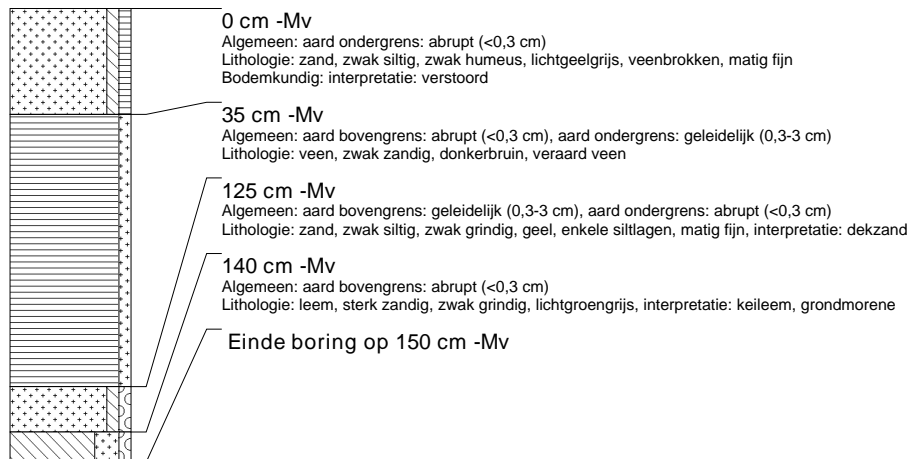 0 cm -Mv
Algemeen: aard ondergrens: abrupt (<0,3 cm)
Lithologie: zand, zwak siltig, zwak humeus, lichtgeelgrijs, veenbrokken, matig fijn
Bodemkundig: interpretatie: verstoord
35 cm -Mv
Algemeen: aard bovengrens: abrupt (<0,3 cm), aard ondergrens: geleidelijk (0,3-3 cm)
Lithologie: veen, zwak zandig, donkerbruin, veraard veen
125 cm -Mv
Algemeen: aard bovengrens: geleidelijk (0,3-3 cm), aard ondergrens: abrupt (<0,3 cm)
Lithologie: zand, zwak siltig, zwak grindig, geel, enkele siltlagen, matig fijn, interpretatie: dekzand
140 cm -Mv
Algemeen: aard bovengrens: abrupt (<0,3 cm)
Lithologie: leem, sterk zandig, zwak grindig, lichtgroengrijs, interpretatie: keileem, grondmorene
Einde boring op 150 cm -Mv